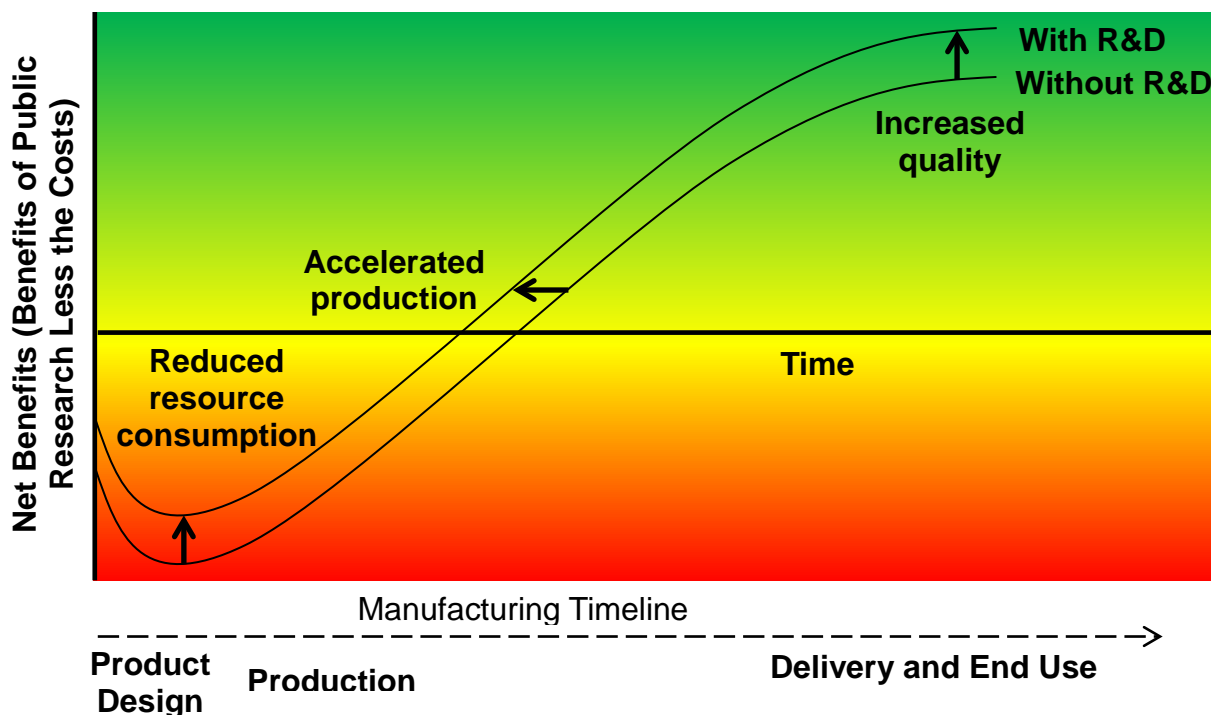 Net Benefits (Benefits of Public
Research Less the Costs)
With R&D
Without R&D
Increased
quality
Accelerated
production
Reduced
resource
consumption
Time
Manufacturing Timeline
Product
Design
Production
Delivery and End Use